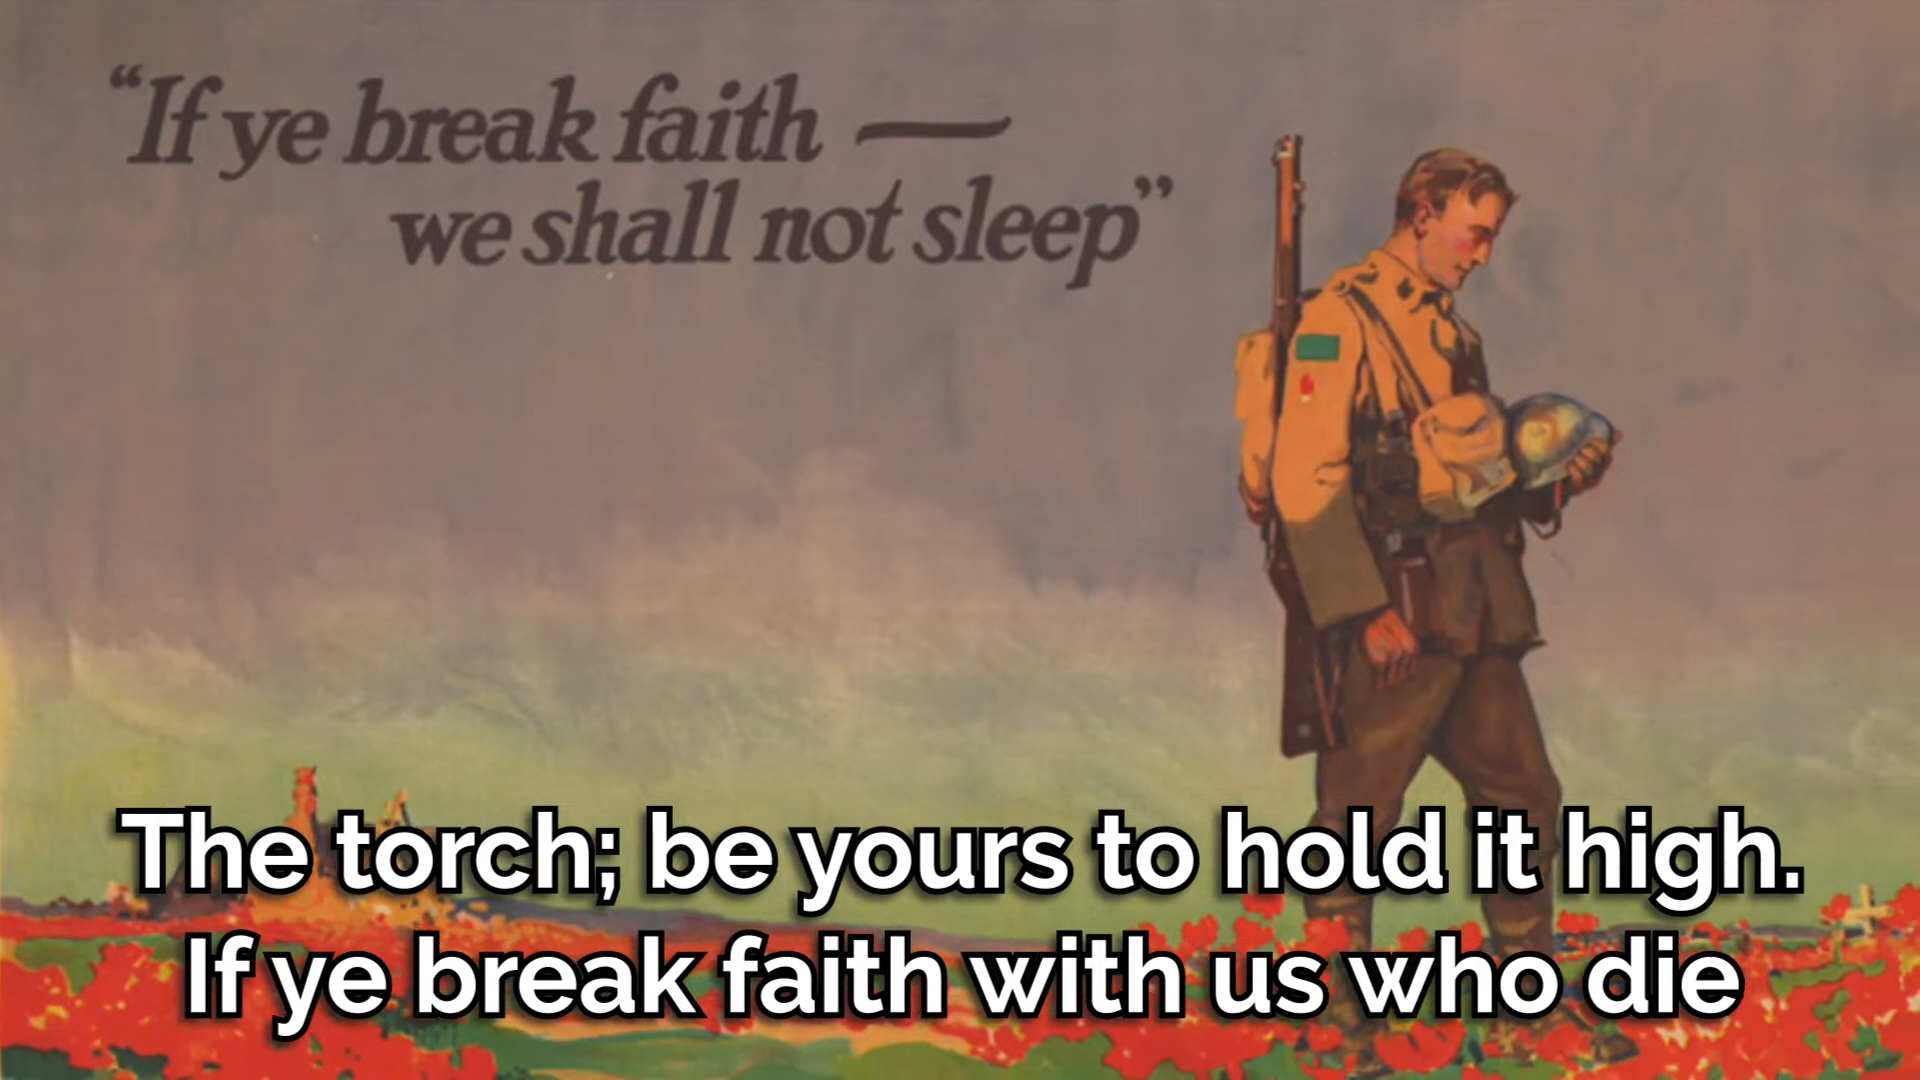 “If ye break faith —
we shall not sleep”
The torch; be yours to hold it high.
If ye break faith with us who die